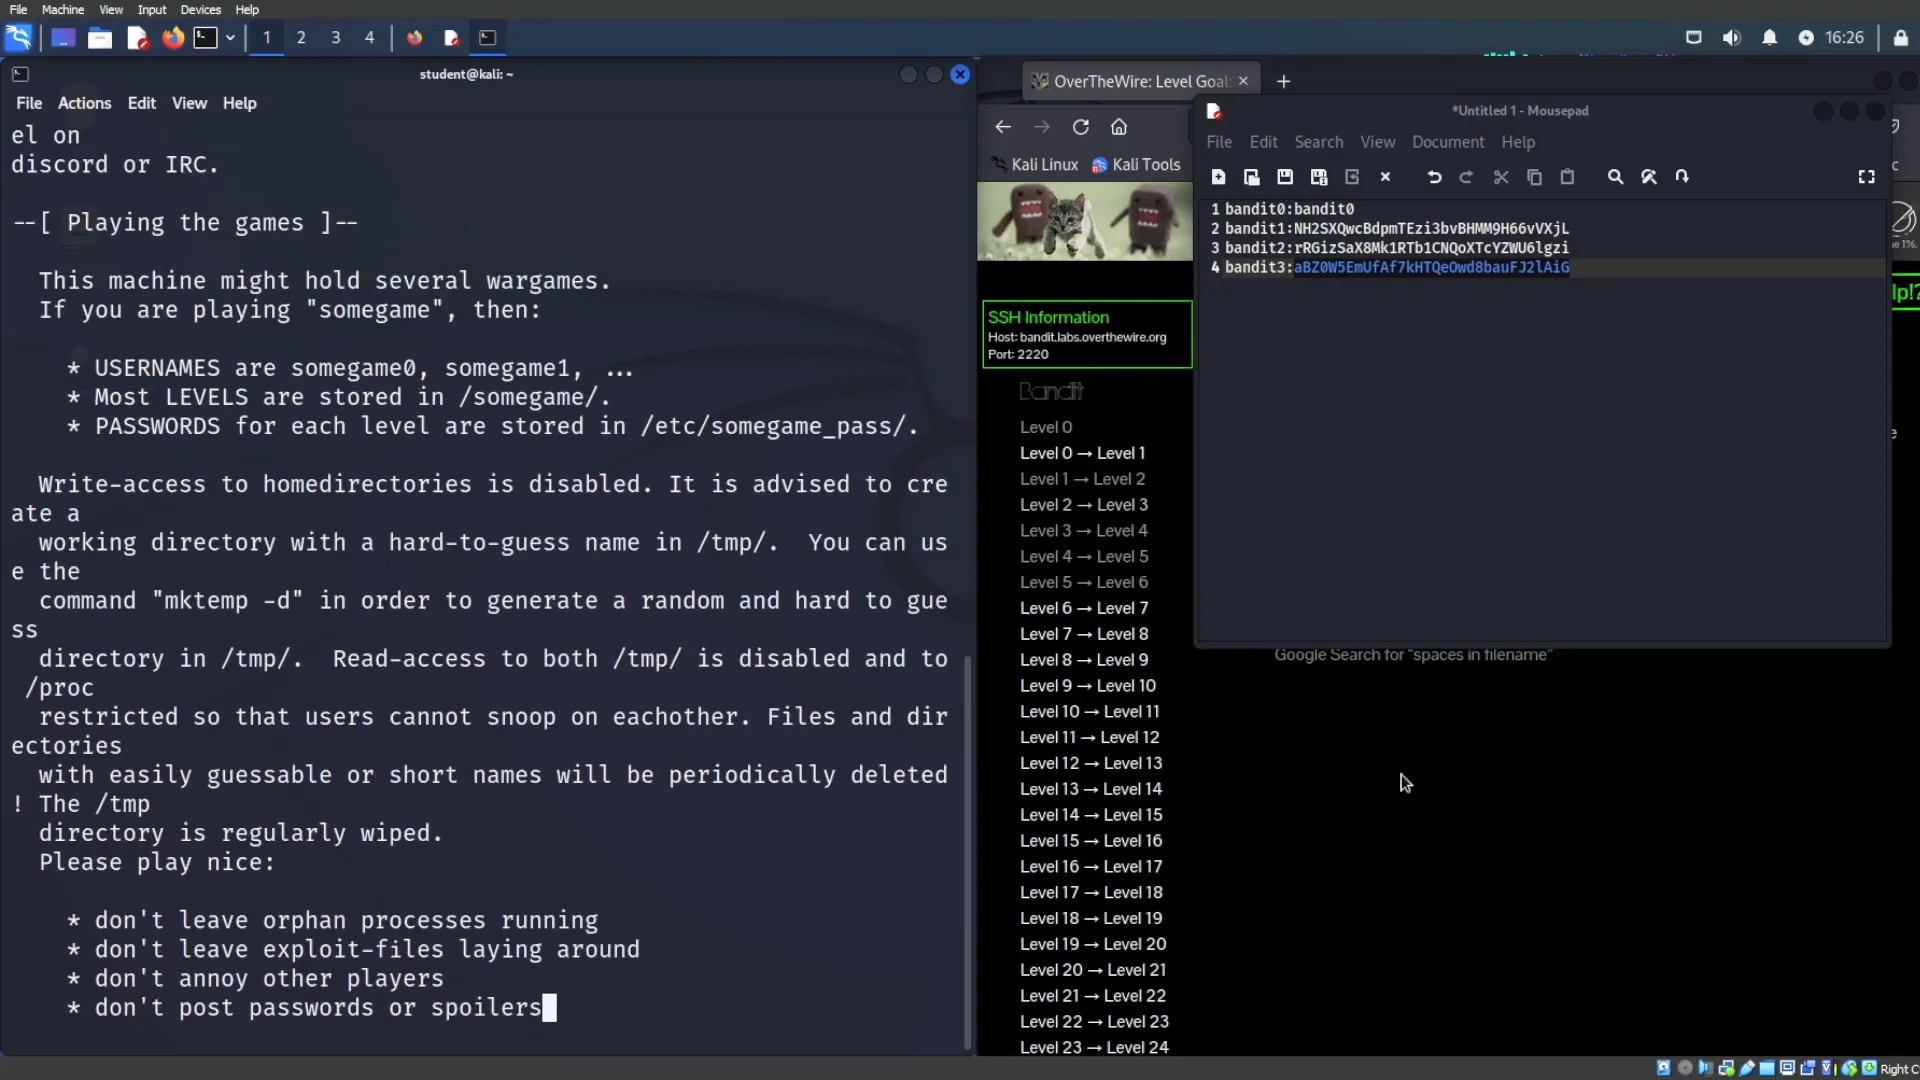 File Machine View Input Devices Help
1 2 3 4
16:26
student@kali: ~
File Actions Edit View Help
el on
discord or IRC.
--[ Playing the games ]--
This machine might hold several wargames.
If you are playing "somegame", then:
* USERNAMES are somegame0, somegame1, ...
* Most LEVELS are stored in /somegame/.
* PASSWORDS for each level are stored in /etc/somegame_pass/.
Write-access to homedirectories is disabled. It is advised to cre
ate a
working directory with a hard-to-guess name in /tmp/.  You can us
e the
command "mktemp -d" in order to generate a random and hard to gue
ss
directory in /tmp/.  Read-access to both /tmp/ is disabled and to
/proc
restricted so that users cannot snoop on eachother. Files and dir
ectories
with easily guessable or short names will be periodically deleted
! The /tmp
directory is regularly wiped.
Please play nice:
* don't leave orphan processes running
* don't leave exploit-files laying around
* don't annoy other players
* don't post passwords or spoilers
OverTheWire: Level Goal
Kali Linux Kali Tools
SSH Information
Host: bandit.labs.overthewire.org
Port: 2220
Bandit
Level 0
Level 0 → Level 1
Level 1 → Level 2
Level 2 → Level 3
Level 3 → Level 4
Level 4 → Level 5
Level 5 → Level 6
Level 6 → Level 7
Level 7 → Level 8
Level 8 → Level 9
Level 9 → Level 10
Level 10 → Level 11
Level 11 → Level 12
Level 12 → Level 13
Level 13 → Level 14
Level 14 → Level 15
Level 15 → Level 16
Level 16 → Level 17
Level 17 → Level 18
Level 18 → Level 19
Level 19 → Level 20
Level 20 → Level 21
Level 21 → Level 22
Level 22 → Level 23
Level 23 → Level 24
*Untitled 1 - Mousepad
File Edit Search View Document Help
1 bandit0:bandit0
2 bandit1:NH2SXQwcBdpmTEzi3bvBHMM9H66vVXjL
3 bandit2:rRGizSaX8Mk1RTb1CNQoXTcYZWU6lgzi
4 bandit3:aBZ0W5EmUfAf7kHTQeOwd8bauFJ2lAiG
Google Search for "spaces in filename"
lp!?
1%.
Right C